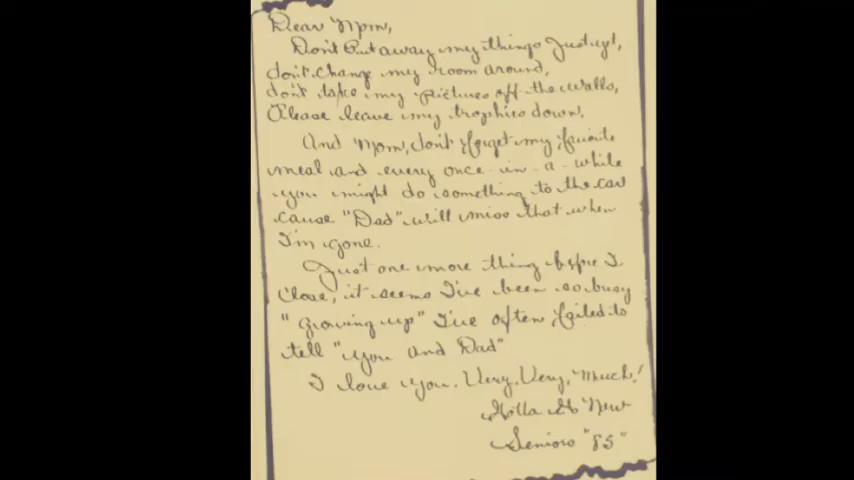 Dear Mom,
Don't Put away my things Just yet,
don't change my room around,
don't take my pictures off the walls,
Please leave my trophies down.
And Mom, don't forget my favorite
meal and every once-in-a-while
you might do something to the car
cause "Dad" will miss that when
I'm gone.
Just one more thing before I
Close, it seems I've been so busy
"growing up" I've often failed to
tell "you and Dad"
I love you. Very, Very, Much!
Seniors "85"